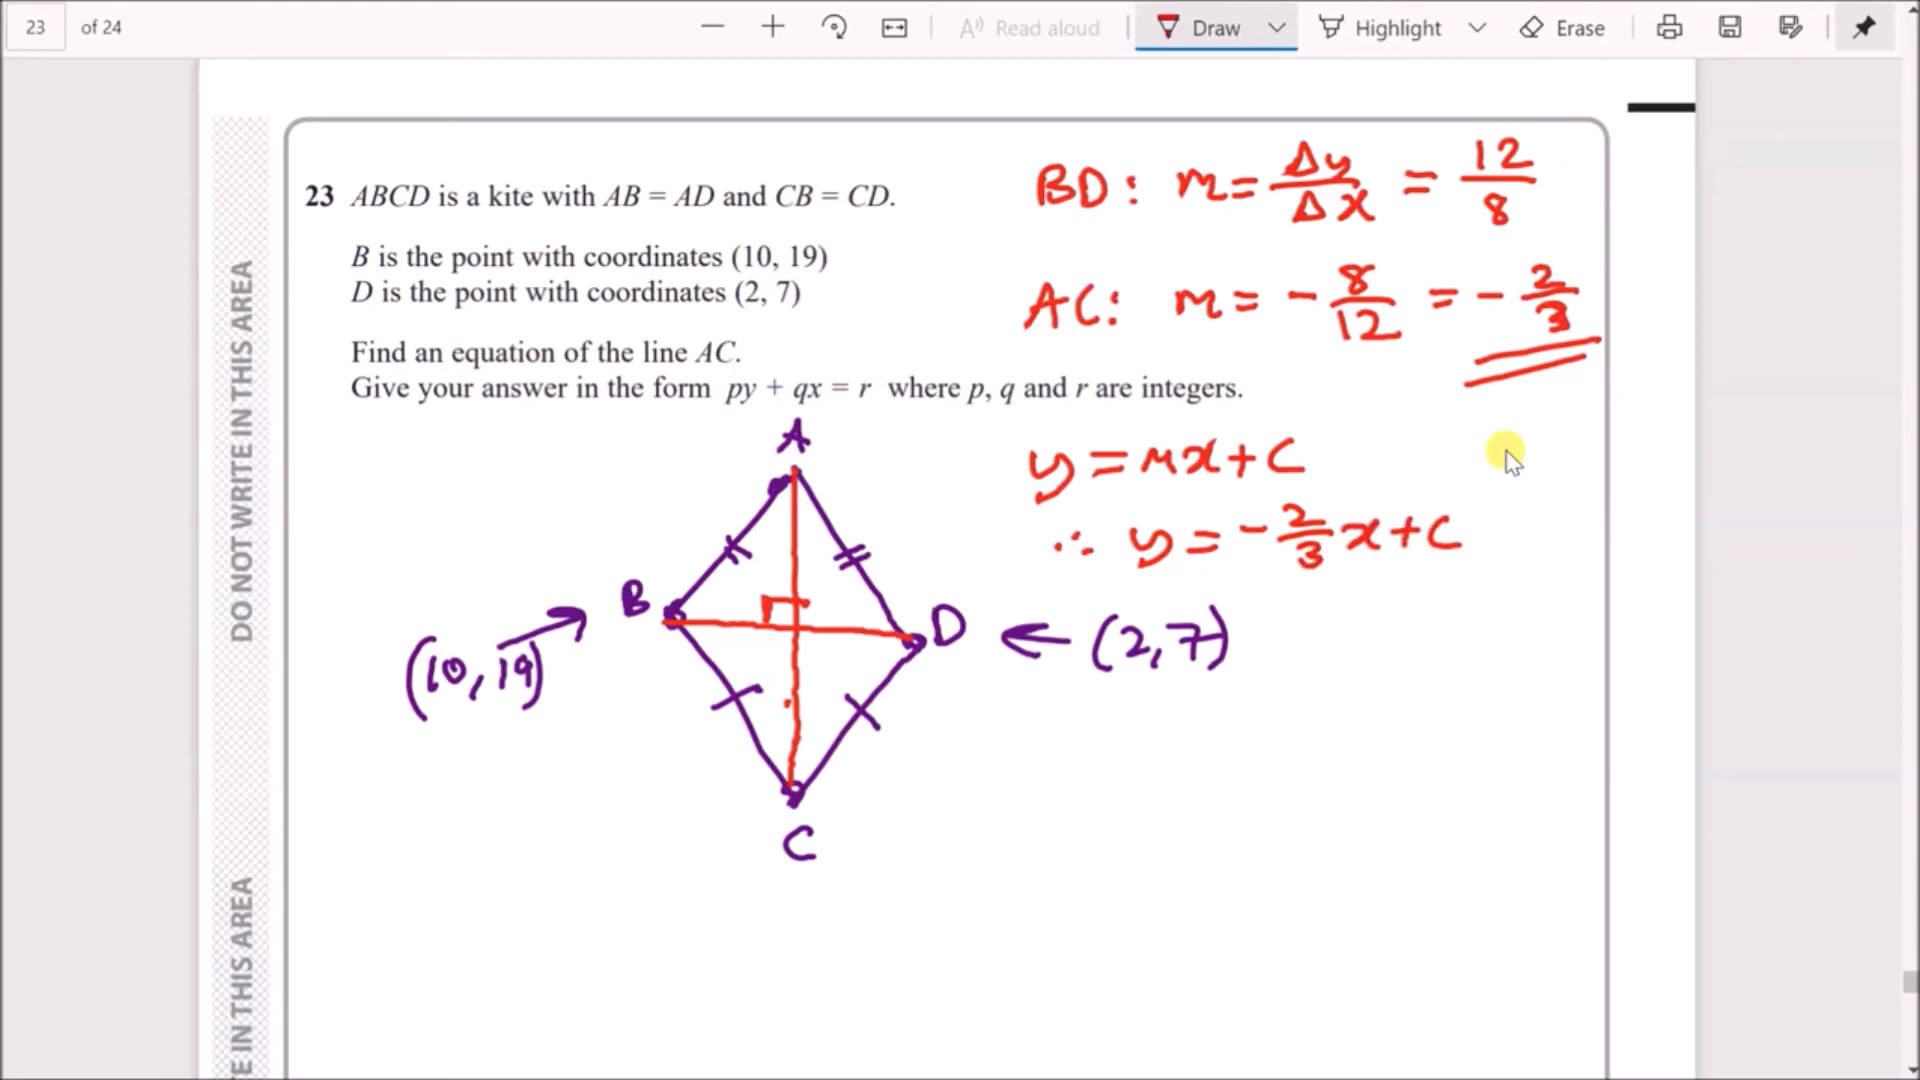 23 of 24
Read aloud Draw Highlight Erase
DO NOT WRITE IN THIS AREA
23 ABCD is a kite with AB = AD and CB = CD.
B is the point with coordinates (10, 19)
D is the point with coordinates (2, 7)
Find an equation of the line AC.
Give your answer in the form py + qx = r where p, q and r are integers.
BD: m = Δy/Δx = 12/8
AC: m = - 8/12 = - 2/3
y = mx + c
∴ y = - 2/3 x + c
A
B
D ← (2, 7)
(10, 19) →
C
TE IN THIS AREA